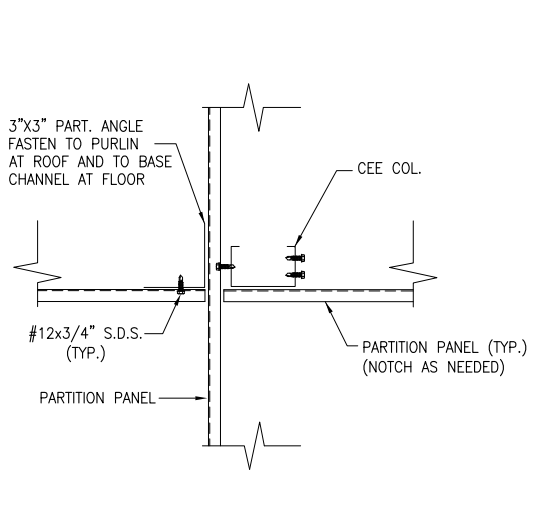 3"X3" PART. ANGLE
FASTEN TO PURLIN
AT ROOF AND TO BASE
CHANNEL AT FLOOR
CEE COL.
#12x3/4" S.D.S.
(TYP.)
PARTITION PANEL (TYP.)
(NOTCH AS NEEDED)
PARTITION PANEL